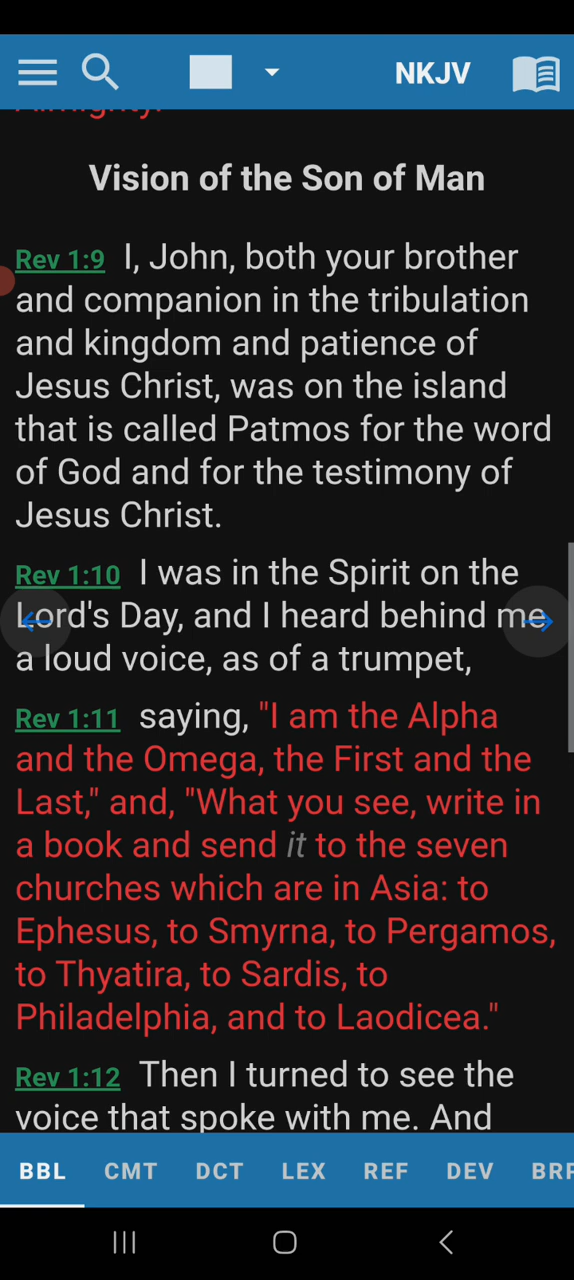 NKJV
Almighty."
Vision of the Son of Man
Rev 1:9 I, John, both your brother
and companion in the tribulation
and kingdom and patience of
Jesus Christ, was on the island
that is called Patmos for the word
of God and for the testimony of
Jesus Christ.
Rev 1:10 I was in the Spirit on the
Lord's Day, and I heard behind me
a loud voice, as of a trumpet,
Rev 1:11 saying, "I am the Alpha
and the Omega, the First and the
Last," and, "What you see, write in
a book and send it to the seven
churches which are in Asia: to
Ephesus, to Smyrna, to Pergamos,
to Thyatira, to Sardis, to
Philadelphia, and to Laodicea."
Rev 1:12 Then I turned to see the
voice that spoke with me. And
BBL CMT DCT LEX REF DEV BRP